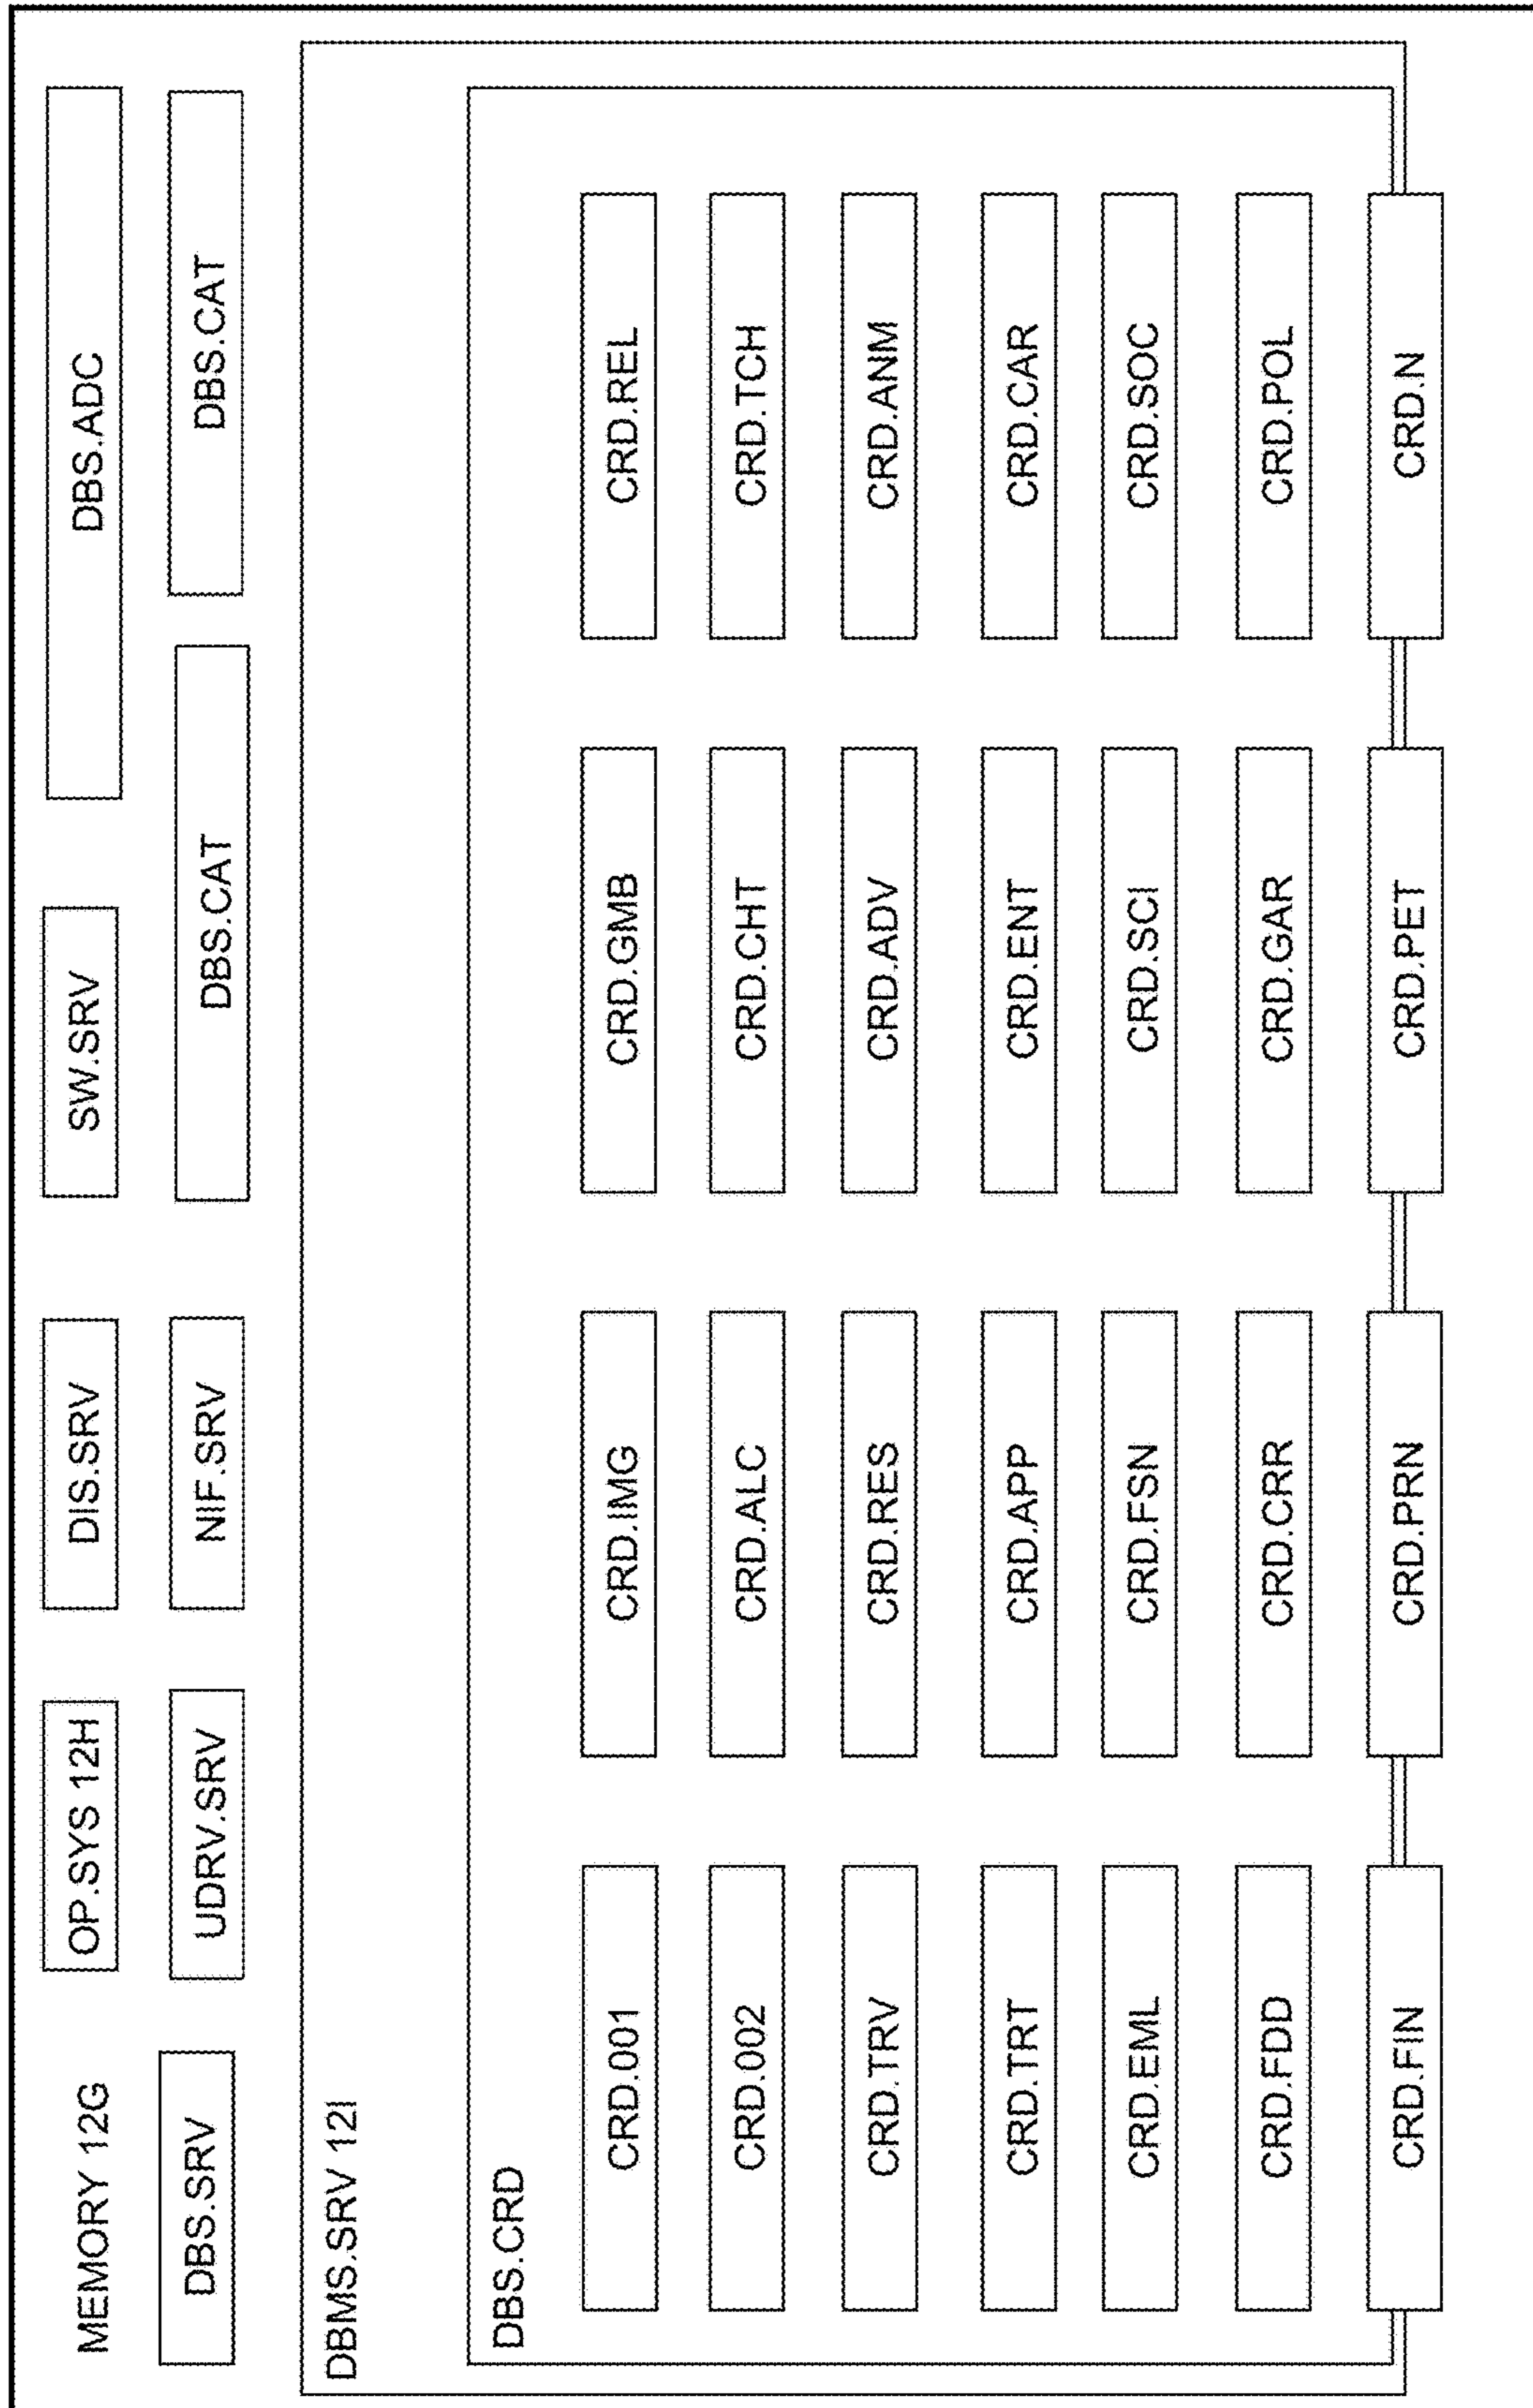 MEMORY 12G
OP.SYS 12H
DIS.SRV
SW.SRV
DBS.ADC
DBS.SRV
UDRV.SRV
NIF.SRV
DBS.CAT
DBS.CAT
DBMS.SRV 12I
DBS.CRD
CRD.001
CRD.IMG
CRD.GMB
CRD.REL
CRD.002
CRD.ALC
CRD.CHT
CRD.TCH
CRD.TRV
CRD.RES
CRD.ADV
CRD.ANM
CRD.TRT
CRD.APP
CRD.ENT
CRD.CAR
CRD.EML
CRD.FSN
CRD.SCI
CRD.SOC
CRD.FDD
CRD.CRR
CRD.GAR
CRD.POL
CRD.FIN
CRD.PRN
CRD.PET
CRD.N